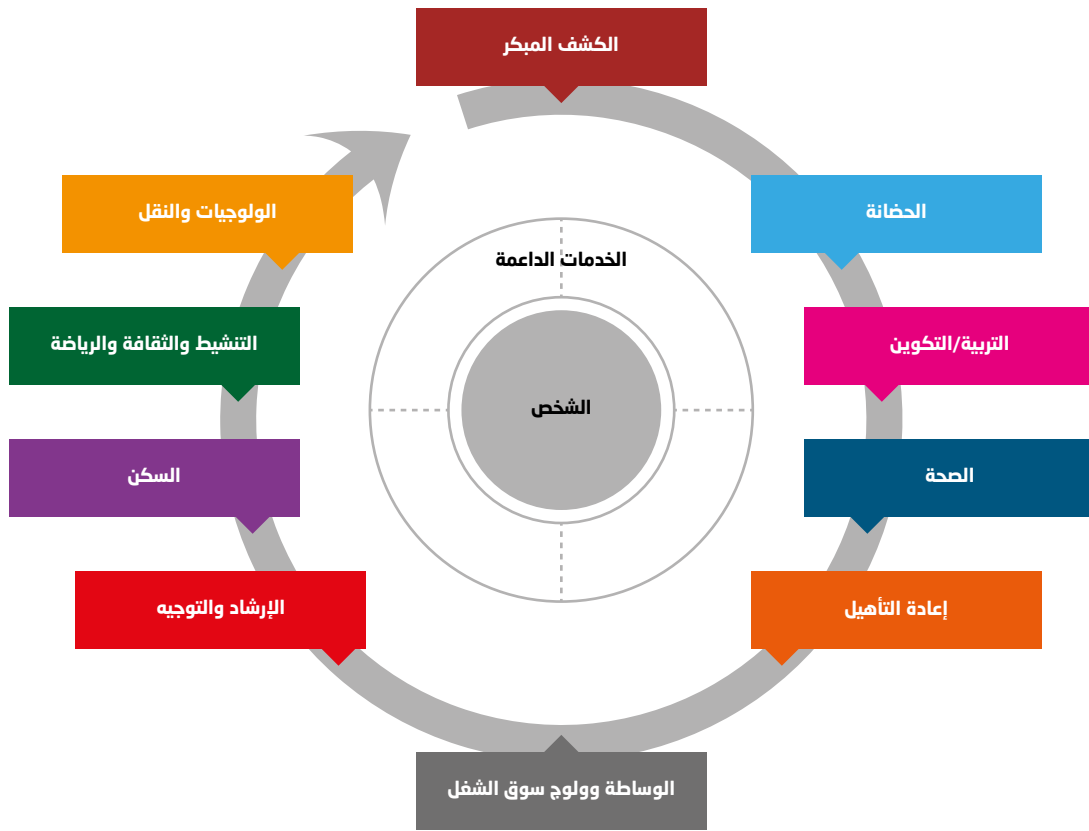 الكشف المبكر
الحضانة
التربية/التكوين
الصحة
إعادة التأهيل
الوساطة وولوج سوق الشغل
الإرشاد والتوجيه
السكن
التنشيط والثقافة والرياضة
الولوجيات والنقل
الخدمات الداعمة
الشخص